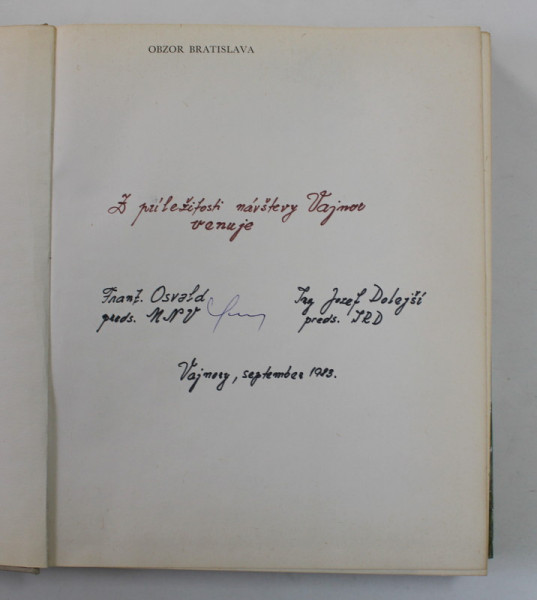 OBZOR BRATISLAVA
Z príležitosti návštevy Vajnor
venuje
Frant. Osvald
preds. MNV
Ing Jozef Dolejší
preds. JRD
Vajnory, september 1983.